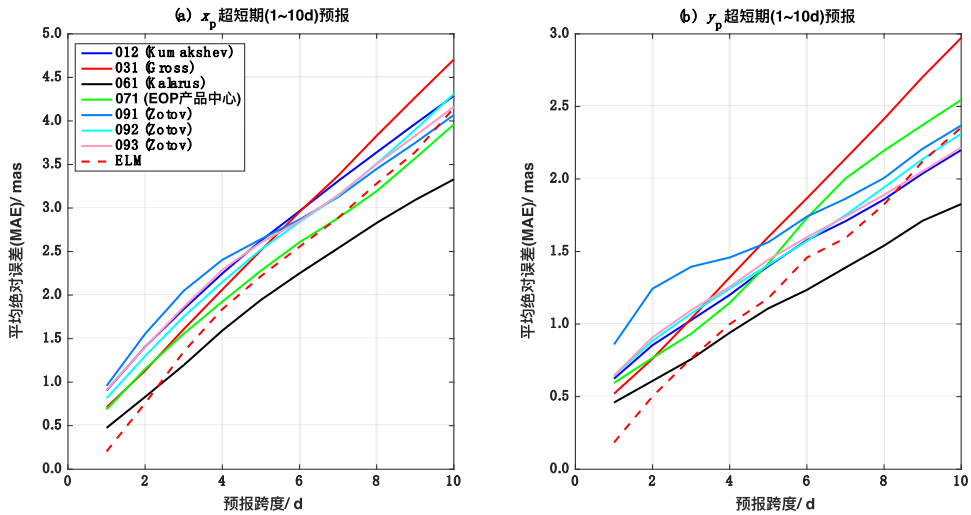 (a) xp超短期(1~10d)预报
5.0
4.5
4.0
3.5
3.0
2.5
2.0
1.5
1.0
0.5
0.0
平均绝对误差(MAE)/ mas
012 (Kumakshev)
031 (Gross)
061 (Kalarus)
071 (EOP产品中心)
091 (Zotov)
092 (Zotov)
093 (Zotov)
ELM
0 2 4 6 8 10
预报跨度/ d
(b) yp超短期(1~10d)预报
3.0
2.5
2.0
1.5
1.0
0.5
0.0
平均绝对误差(MAE)/ mas
0 2 4 6 8 10
预报跨度/ d